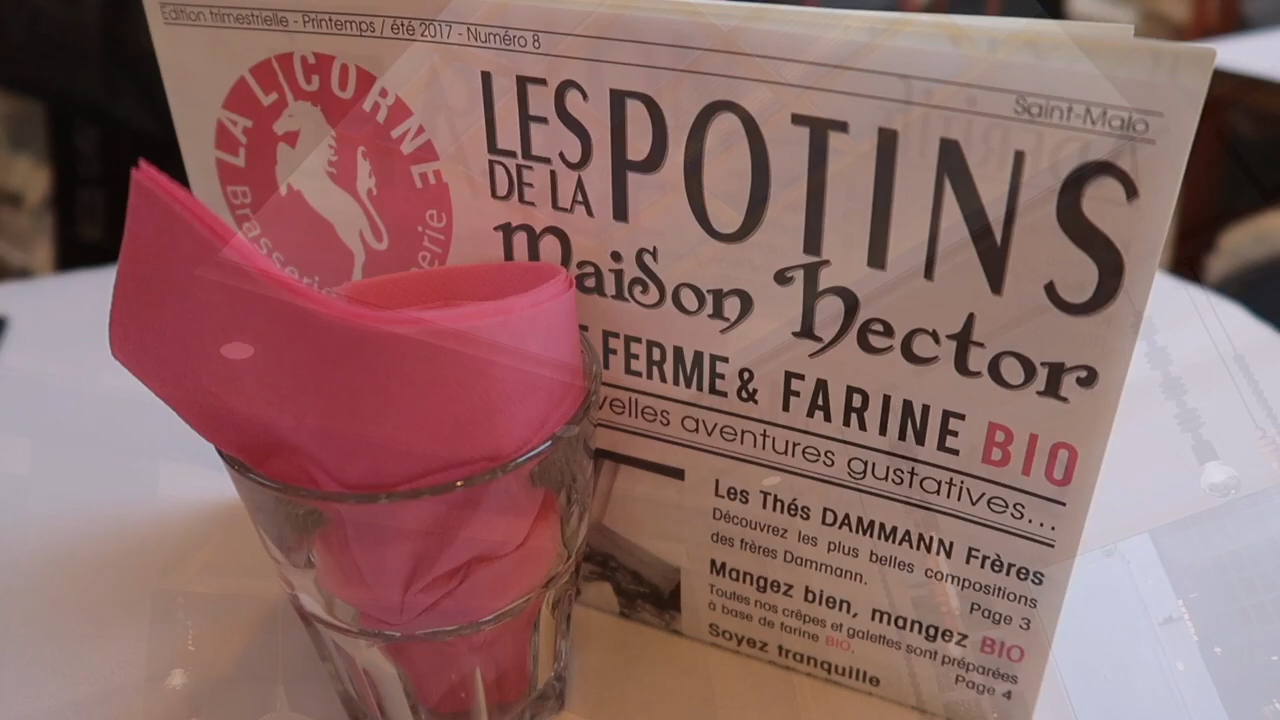 Edition trimestrielle - Printemps / été 2017 - Numéro 8
Saint-Malo
LA LICORNE
Brasserie
LES POTINS
DE LA
maison hector
FERME & FARINE BIO
aventures gustatives...
Les Thés DAMMANN Frères
Découvrez les plus belles compositions
des frères Dammann.
Page 3
Mangez bien, mangez BIO
Toutes nos crêpes et galettes sont préparées
à base de farine BIO.
Page 4
Soyez tranquille